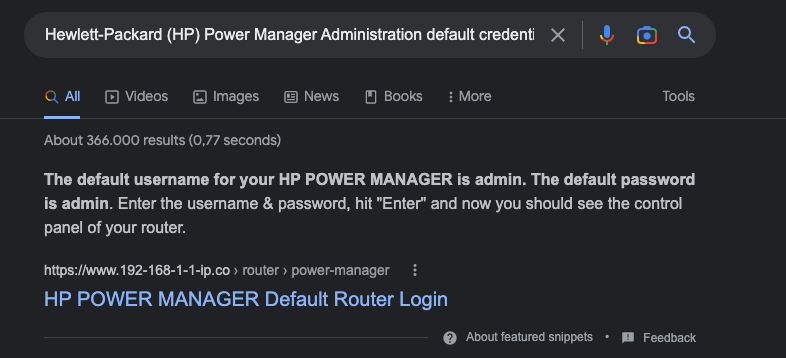 Hewlett-Packard (HP) Power Manager Administration default credenti
All Videos Images News Books More Tools
About 366.000 results (0,77 seconds)
The default username for your HP POWER MANAGER is admin. The default password
is admin. Enter the username & password, hit "Enter" and now you should see the control
panel of your router.
https://www.192-168-1-1-ip.co › router › power-manager
HP POWER MANAGER Default Router Login
About featured snippets • Feedback